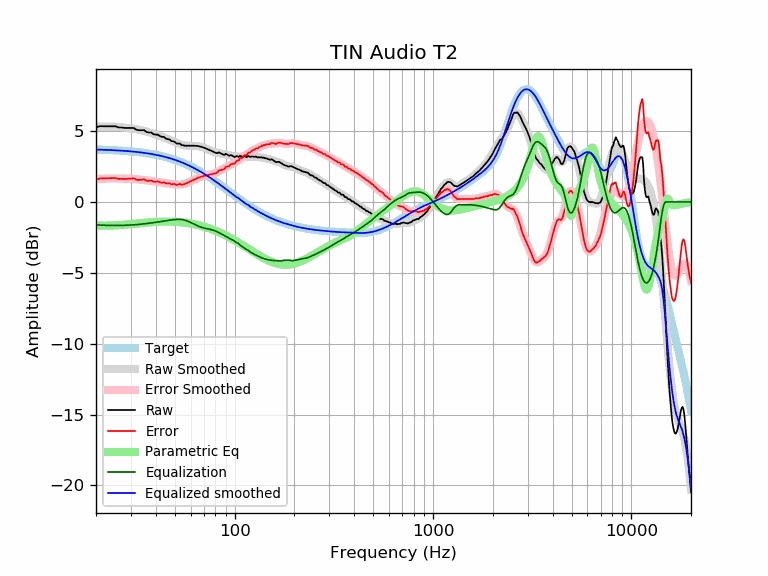 TIN Audio T2
Amplitude (dBr)
5
0
−5
−10
−15
−20
Target
Raw Smoothed
Error Smoothed
Raw
Error
Parametric Eq
Equalization
Equalized smoothed
100
1000
10000
Frequency (Hz)